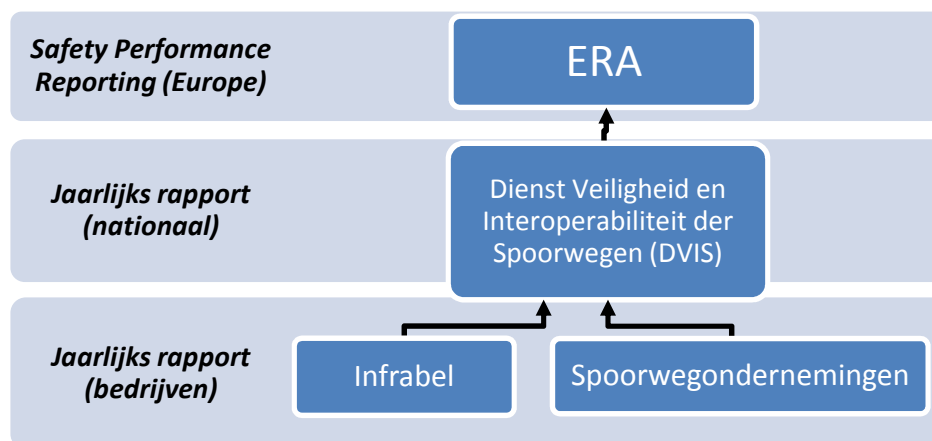 Safety Performance
Reporting (Europe)
ERA
Jaarlijks rapport
(nationaal)
Dienst Veiligheid en
Interoperabiliteit der
Spoorwegen (DVIS)
Jaarlijks rapport
(bedrijven)
Infrabel
Spoorwegondernemingen